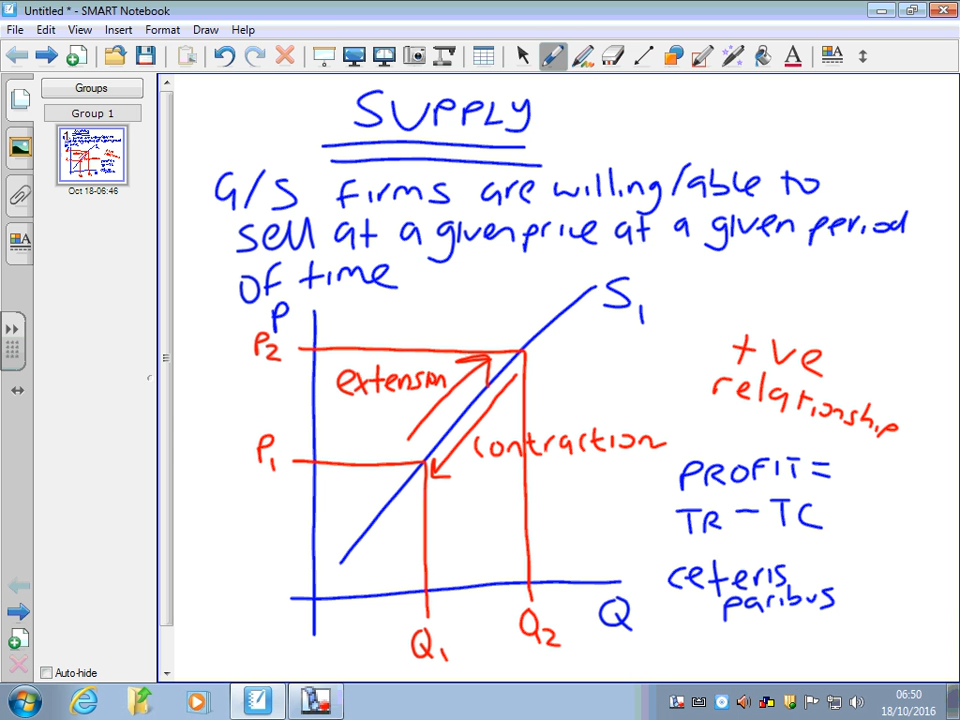 Untitled * - SMART Notebook
File Edit View Insert Format Draw Help
Groups
Group 1
Oct 18-06:46
Auto-hide
SUPPLY
G/S firms are willing/able to
sell at a given price at a given period
of time
P
S1
P2
extension
+ve
relationship
P1
contraction
PROFIT =
TR - TC
ceteris
paribus
Q
Q1
Q2
06:50
18/10/2016